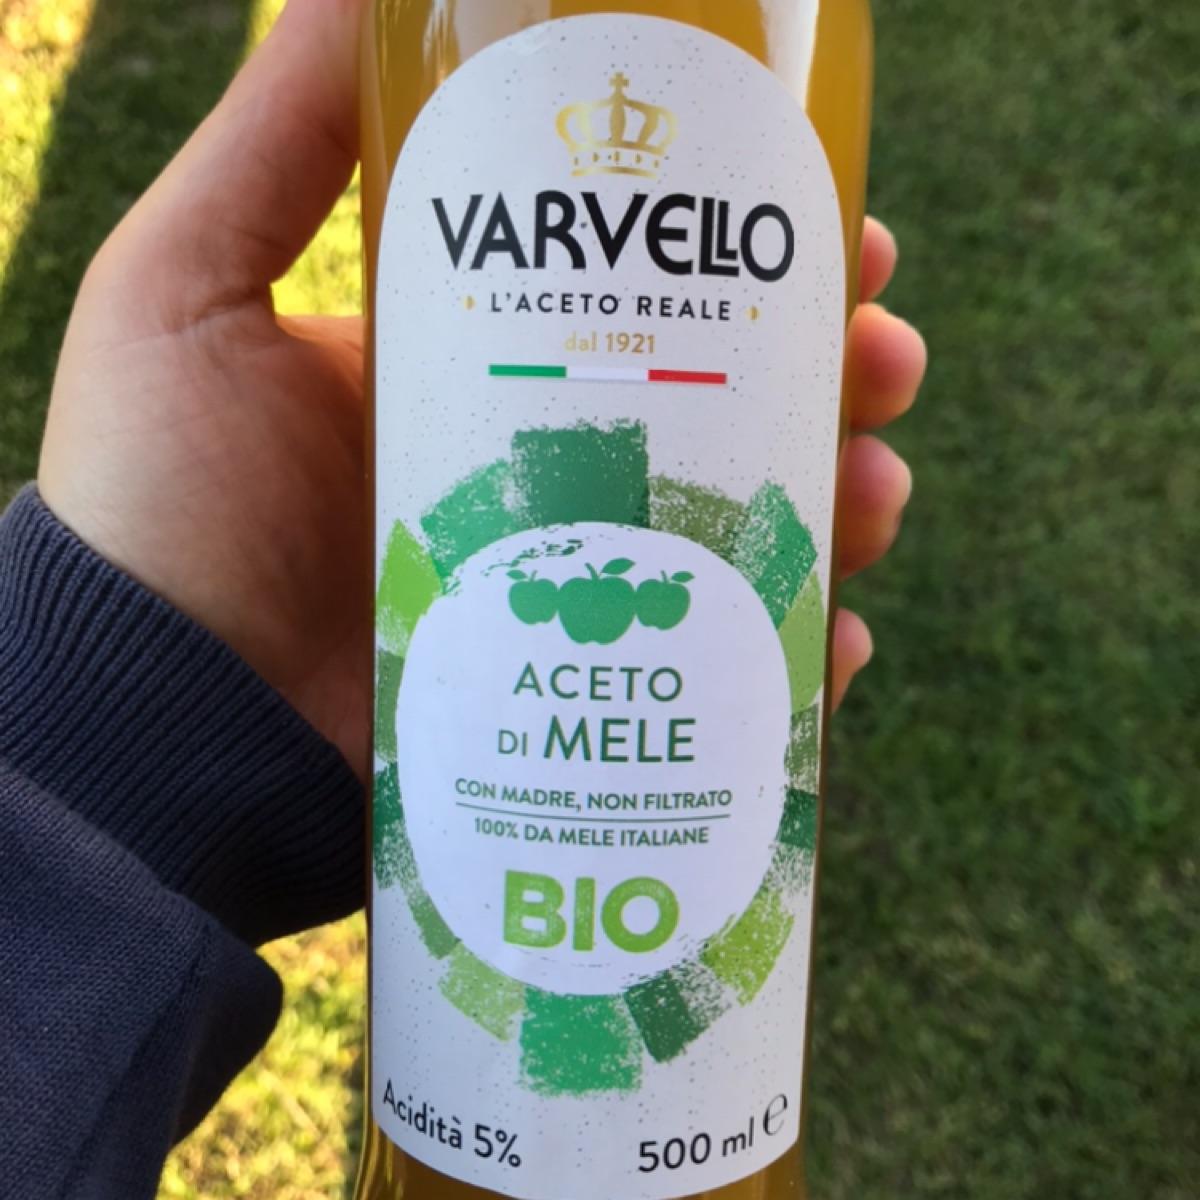 VARVELLO
L'ACETO REALE
dal 1921
ACETO
DI MELE
CON MADRE, NON FILTRATO
100% DA MELE ITALIANE
BIO
Acidità 5%
500 ml ℮